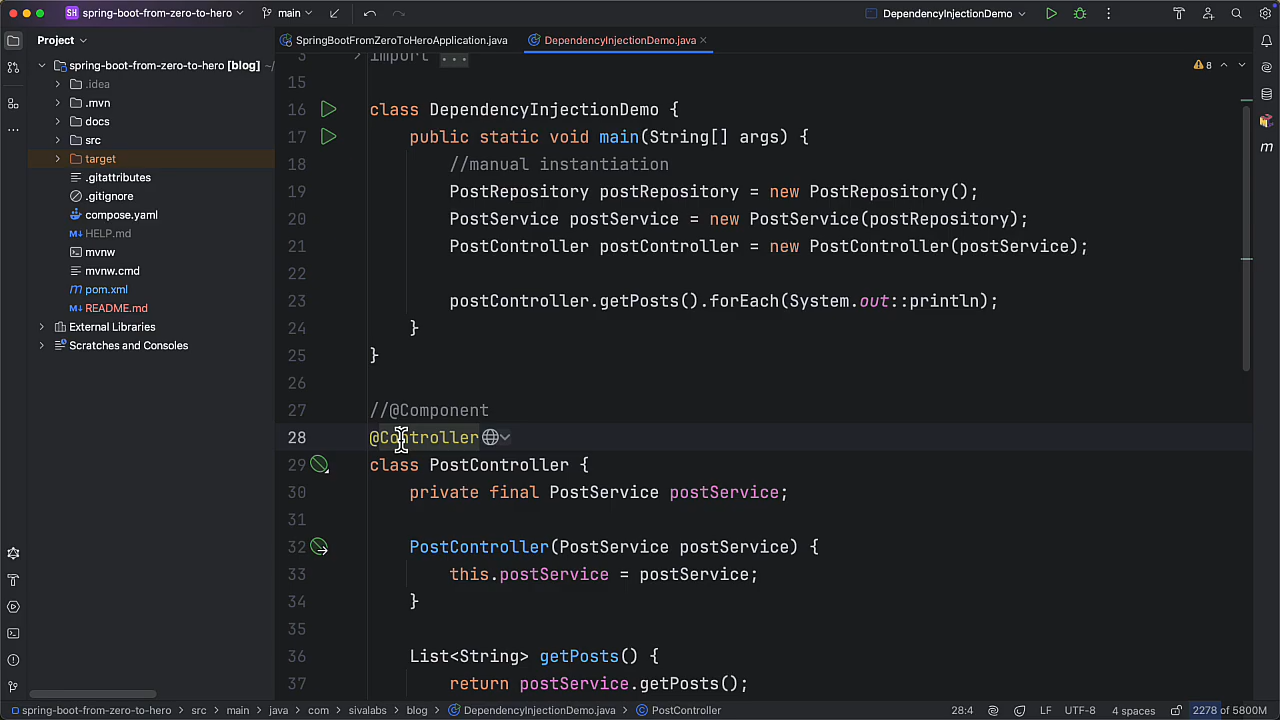 SH spring-boot-from-zero-to-hero main DependencyInjectionDemo
Project
SpringBootFromZeroToHeroApplication.java DependencyInjectionDemo.java
spring-boot-from-zero-to-hero [blog] ~/
.idea
.mvn
docs
src
target
.gitattributes
.gitignore
compose.yaml
M↓ HELP.md
mvnw
mvnw.cmd
m pom.xml
M↓ README.md
External Libraries
Scratches and Consoles
8
m
3 import ...
15
16 class DependencyInjectionDemo {
17 public static void main(String[] args) {
18 //manual instantiation
19 PostRepository postRepository = new PostRepository();
20 PostService postService = new PostService(postRepository);
21 PostController postController = new PostController(postService);
22
23 postController.getPosts().forEach(System.out::println);
24 }
25 }
26
27 //@Component
28 @Controller
29 class PostController {
30 private final PostService postService;
31
32 PostController(PostService postService) {
33 this.postService = postService;
34 }
35
36 List<String> getPosts() {
37 return postService.getPosts();
spring-boot-from-zero-to-hero > src > main > java > com > sivalabs > blog > DependencyInjectionDemo.java > PostController 28:4 LF UTF-8 4 spaces 2278 of 5800M